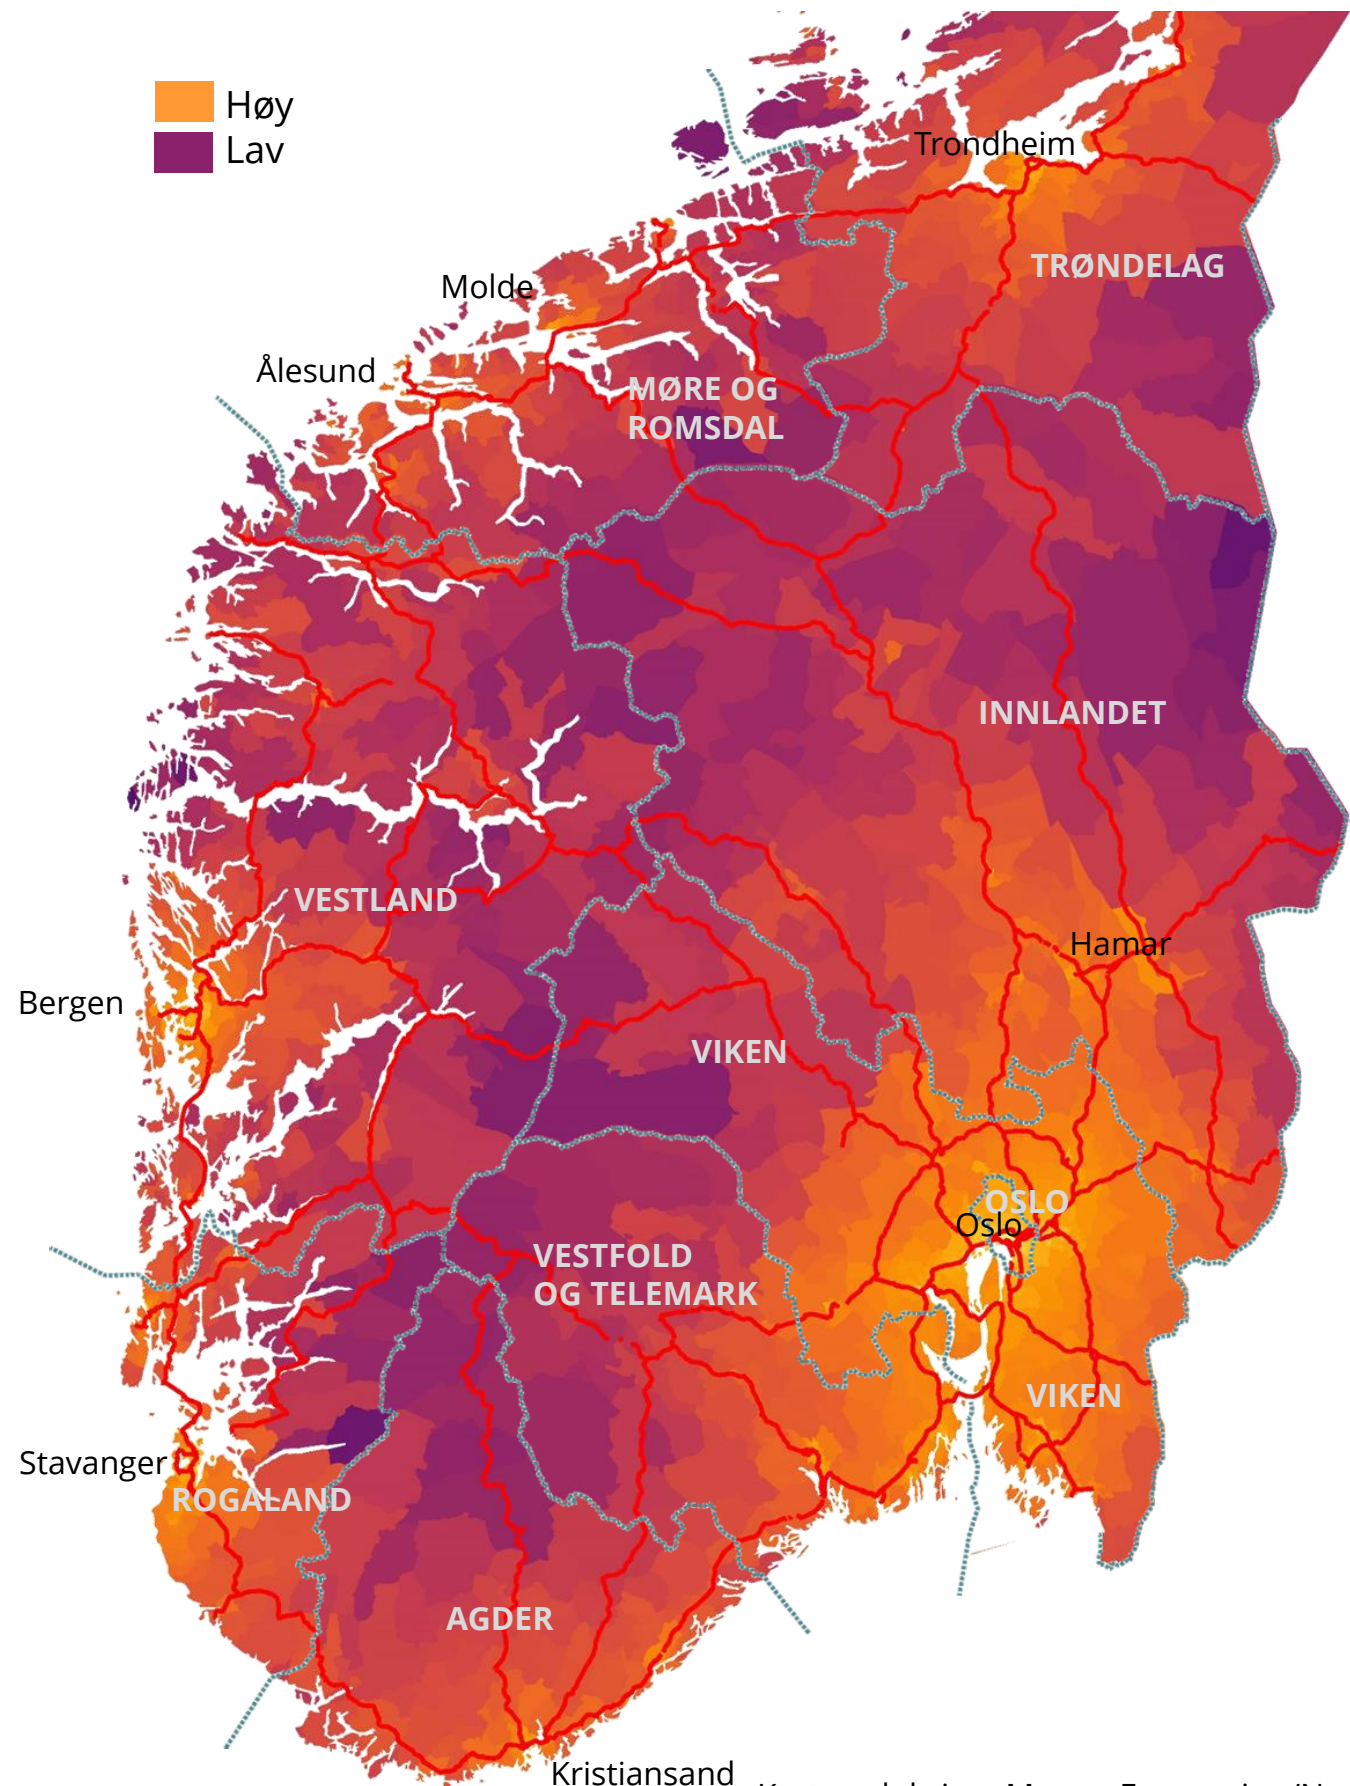 Høy
Lav
Trondheim
TRØNDELAG
Molde
Ålesund
MØRE OG
ROMSDAL
INNLANDET
VESTLAND
Hamar
Bergen
VIKEN
OSLO
Oslo
VESTFOLD
OG TELEMARK
VIKEN
Stavanger
ROGALAND
AGDER
Kristiansand